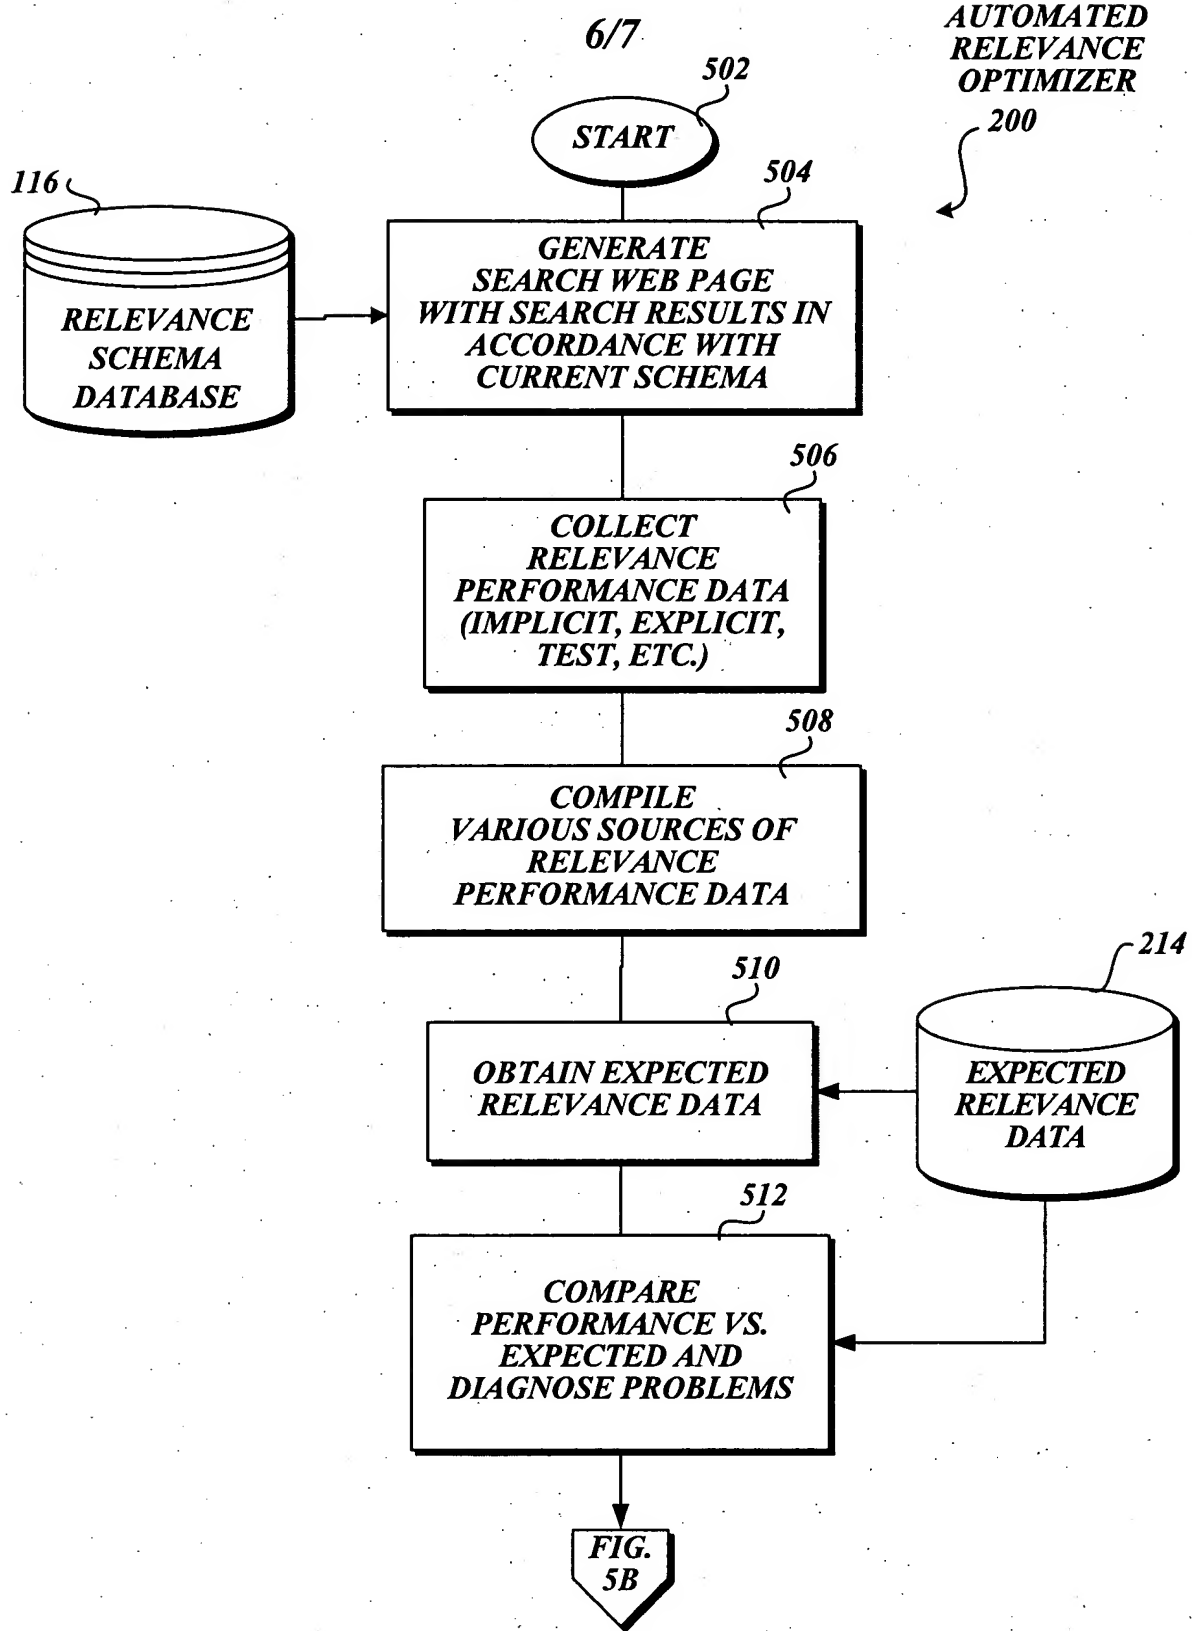 6/7
AUTOMATED
RELEVANCE
OPTIMIZER
200
502
START
116
504
RELEVANCE
SCHEMA
DATABASE
GENERATE
SEARCH WEB PAGE
WITH SEARCH RESULTS IN
ACCORDANCE WITH
CURRENT SCHEMA
506
COLLECT
RELEVANCE
PERFORMANCE DATA
(IMPLICIT, EXPLICIT,
TEST, ETC.)
508
COMPILE
VARIOUS SOURCES OF
RELEVANCE
PERFORMANCE DATA
510
214
OBTAIN EXPECTED
RELEVANCE DATA
EXPECTED
RELEVANCE
DATA
512
COMPARE
PERFORMANCE VS.
EXPECTED AND
DIAGNOSE PROBLEMS
FIG.
5B